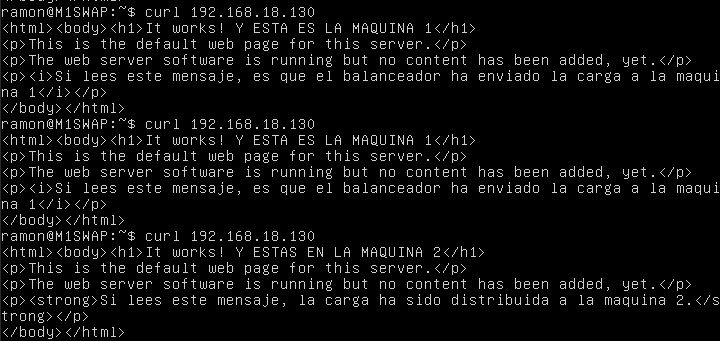 ramon@M1SWAP:~$ curl 192.168.18.130
<html><body><h1>It works! Y ESTA ES LA MAQUINA 1</h1>
<p>This is the default web page for this server.</p>
<p>The web server software is running but no content has been added, yet.</p>
<p><i>Si lees este mensaje, es que el balanceador ha enviado la carga a la maqui
na 1</i></p>
</body></html>
ramon@M1SWAP:~$ curl 192.168.18.130
<html><body><h1>It works! Y ESTA ES LA MAQUINA 1</h1>
<p>This is the default web page for this server.</p>
<p>The web server software is running but no content has been added, yet.</p>
<p><i>Si lees este mensaje, es que el balanceador ha enviado la carga a la maqui
na 1</i></p>
</body></html>
ramon@M1SWAP:~$ curl 192.168.18.130
<html><body><h1>It works! Y ESTAS EN LA MAQUINA 2</h1>
<p>This is the default web page for this server.</p>
<p>The web server software is running but no content has been added, yet.</p>
<p><strong>Si lees este mensaje, la carga ha sido distribuida a la maquina 2.</s
trong></p>
</body></html>